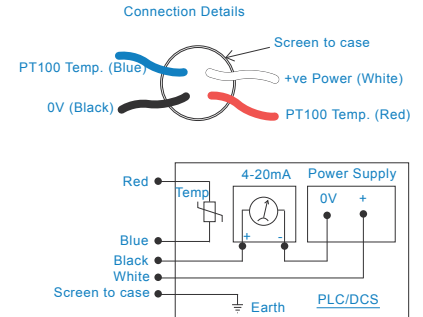 Connection Details
Screen to case
PT100 Temp. (Blue)
+ve Power (White)
0V (Black)
PT100 Temp. (Red)
4-20mA
Power Supply
Red
Temp
0V
+
+
-
Blue
Black
White
Screen to case
Earth
PLC/DCS